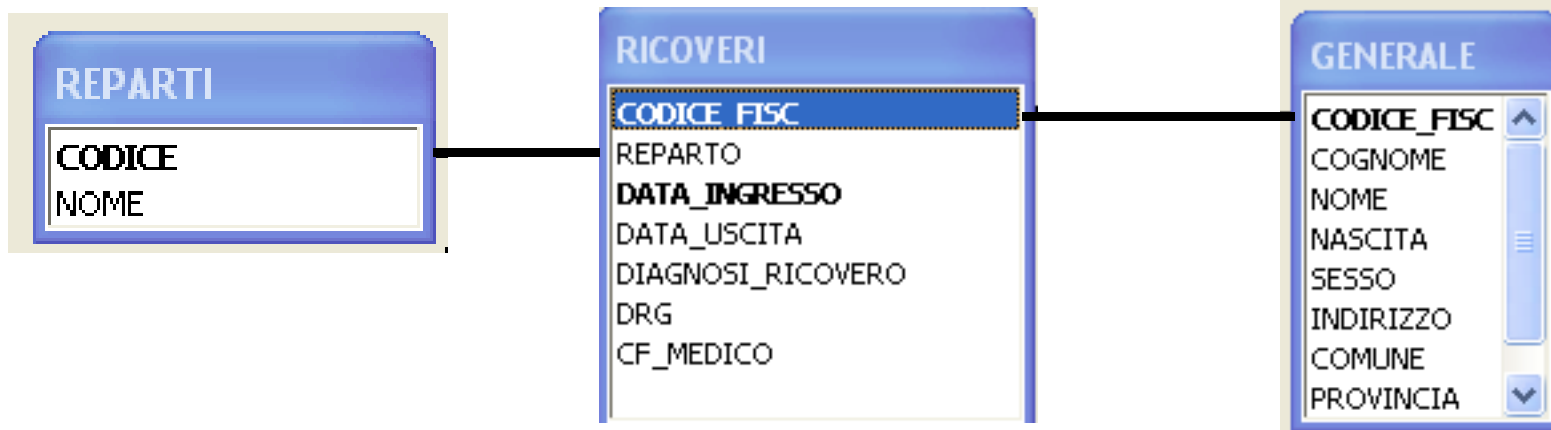 REPARTI
CODICE
NOME
RICOVERI
CODICE_FISC
REPARTO
DATA_INGRESSO
DATA_USCITA
DIAGNOSI_RICOVERO
DRG
CF_MEDICO
GENERALE
CODICE_FISC
COGNOME
NOME
NASCITA
SESSO
INDIRIZZO
COMUNE
PROVINCIA